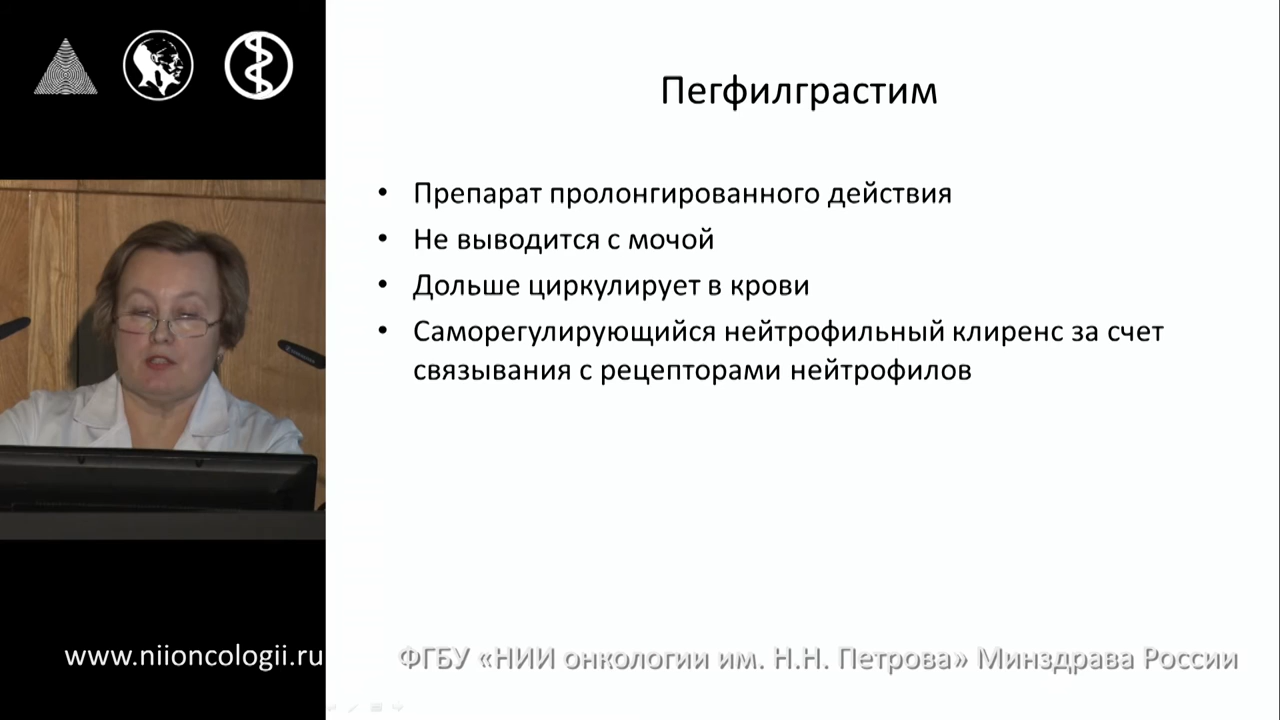 Пегфилграстим
• Препарат пролонгированного действия
• Не выводится с мочой
• Дольше циркулирует в крови
• Саморегулирующийся нейтрофильный клиренс за счет
связывания с рецепторами нейтрофилов
www.niioncologii.ru
ФГБУ «НИИ онкологии им. Н.Н. Петрова» Минздрава России